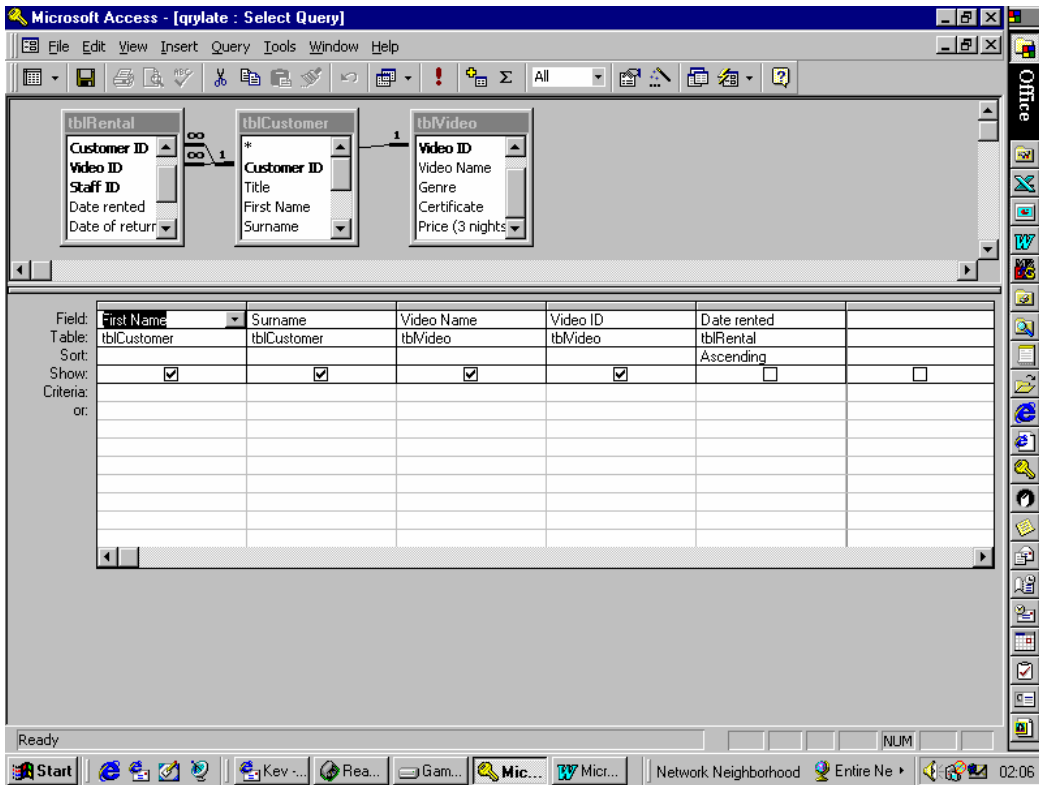 Microsoft Access - [qrylate : Select Query]
File Edit View Insert Query Tools Window Help
All
Office
tblRental
Customer ID
Video ID
Staff ID
Date rented
Date of returr
∞
∞
1
tblCustomer
*
Customer ID
Title
First Name
Surname
1
tblVideo
Video ID
Video Name
Genre
Certificate
Price (3 nights
Field: First Name Surname Video Name Video ID Date rented
Table: tblCustomer tblCustomer tblVideo tblVideo tblRental
Sort: Ascending
Show:
Criteria:
or:
Ready NUM
Start Kev -... Rea... Gam... Mic... Micr... Network Neighborhood Entire Ne 02:06